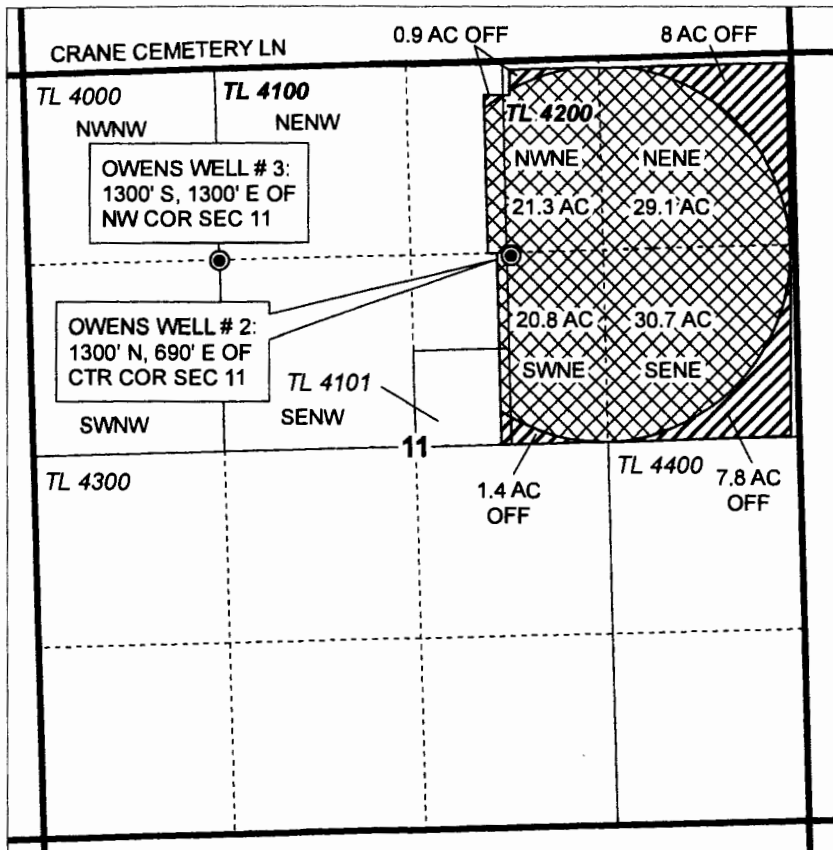 CRANE CEMETERY LN
0.9 AC OFF
8 AC OFF
TL 4000
TL 4100
TL 4200
NWNW
NENW
NWNE
NENE
OWENS WELL # 3:
1300' S, 1300' E OF
NW COR SEC 11
21.3 AC
29.1 AC
OWENS WELL # 2:
1300' N, 690' E OF
CTR COR SEC 11
20.8 AC
30.7 AC
SWNE
SENE
TL 4101
SWNW
SENW
11
TL 4300
TL 4400
1.4 AC
OFF
7.8 AC
OFF